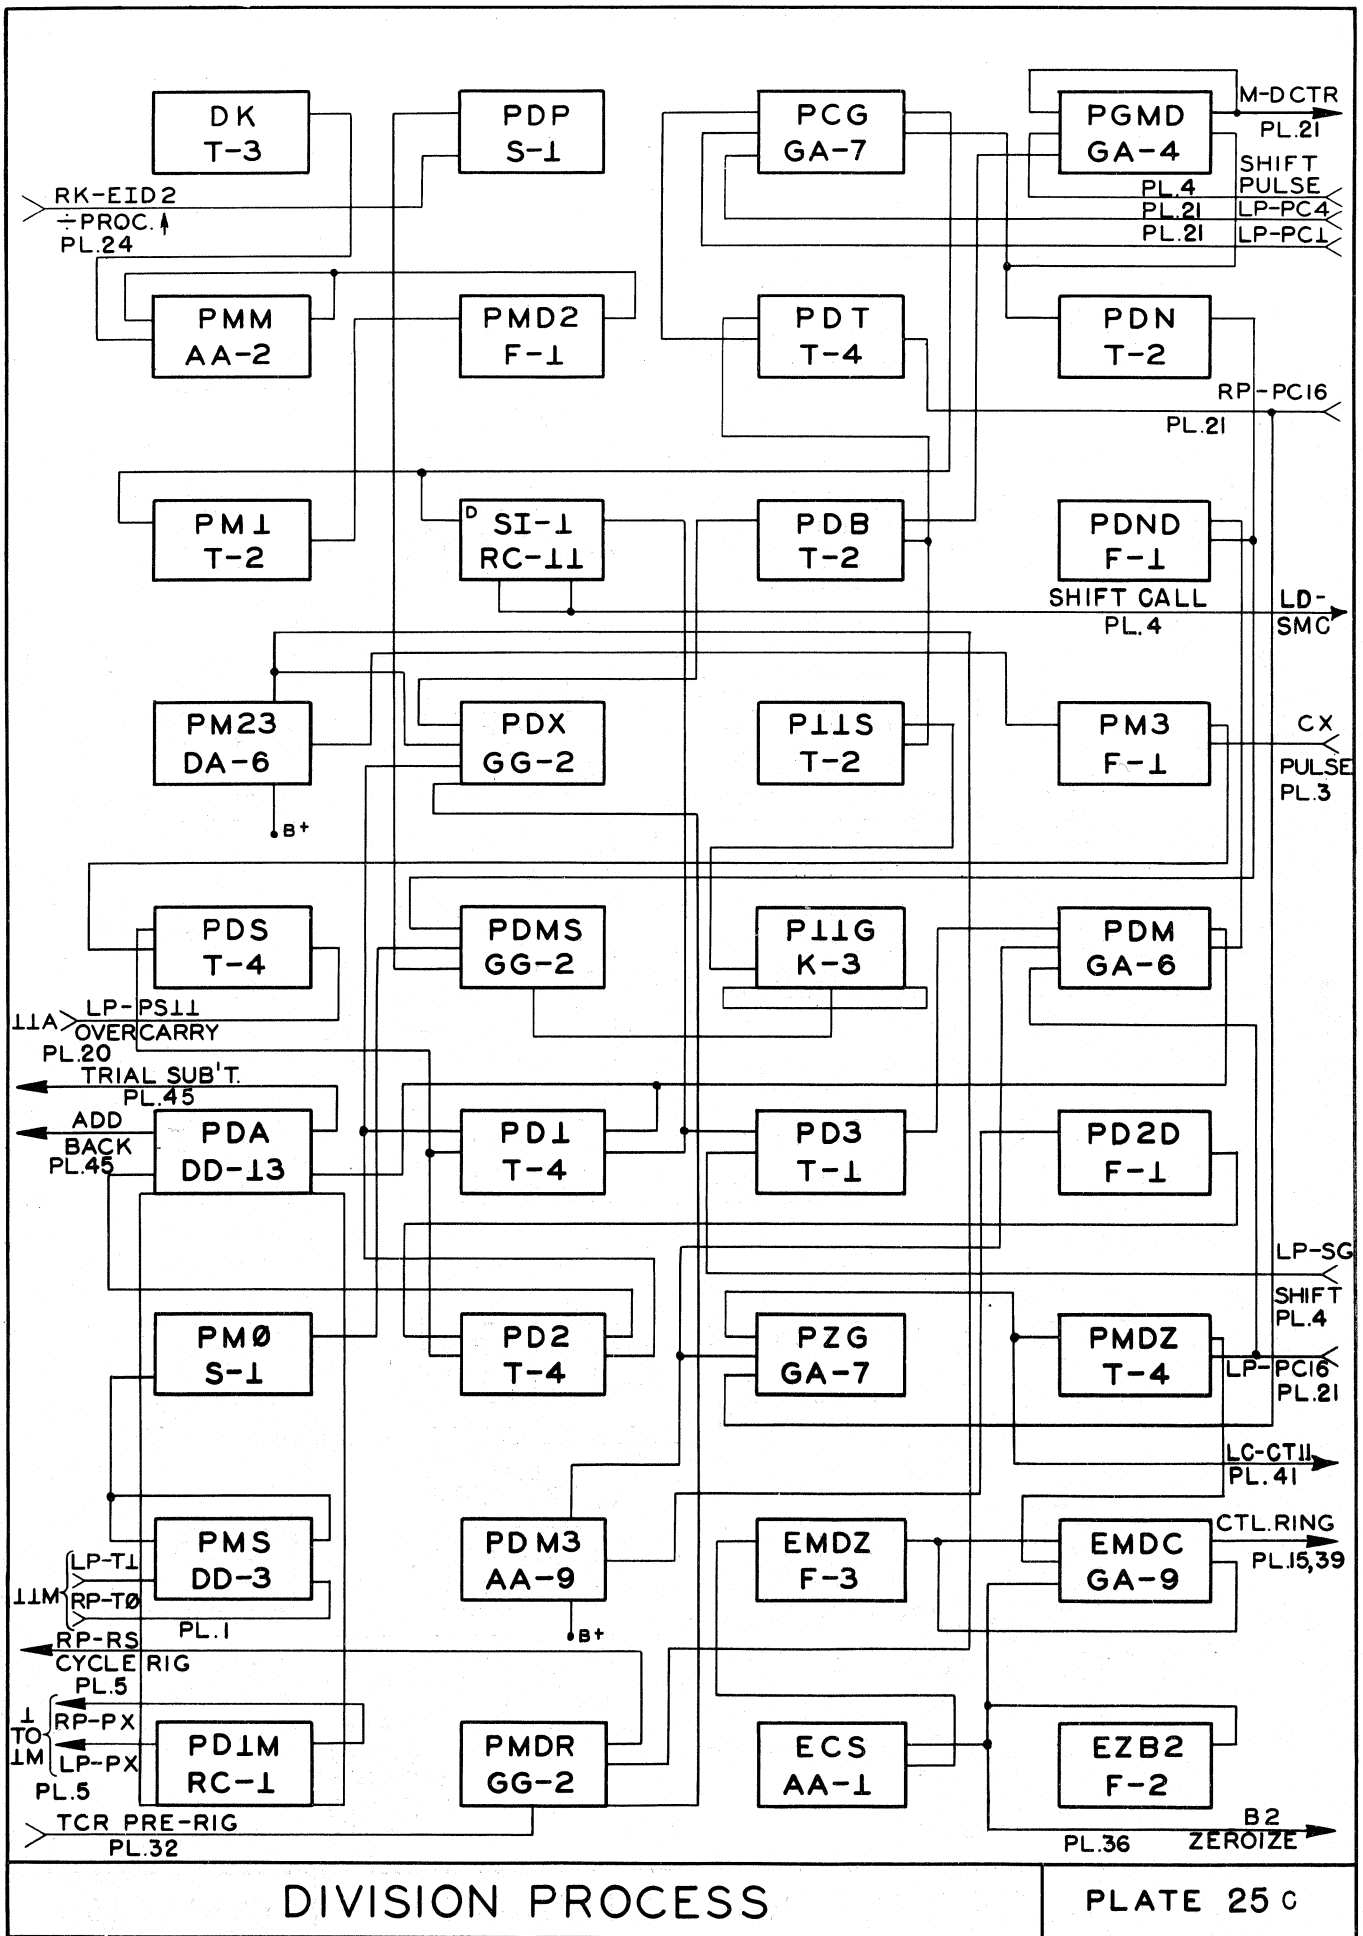 DK
T-3
PDP
S-1
PCG
GA-7
PGMD
GA-4
M-DCTR
PL.21
SHIFT
PULSE
PL.4
PL.21 LP-PC4
PL.21 LP-PC1
RK-EID2
÷PROC.↑
PL.24
PMM
AA-2
PMD2
F-1
PDT
T-4
PDN
T-2
RP-PC16
PL.21
PM1
T-2
D
SI-1
RC-11
PDB
T-2
PDND
F-1
SHIFT CALL
PL.4
LD-
SMC
PM23
DA-6
B+
PDX
GG-2
P11S
T-2
PM3
F-1
CX
PULSE
PL.3
PDS
T-4
PDMS
GG-2
P11G
K-3
PDM
GA-6
11A
LP-PS11
OVERCARRY
PL.20
TRIAL SUB'T.
PL.45
ADD
BACK
PL.45
PDA
DD-13
PD1
T-4
PD3
T-1
PD2D
F-1
LP-SG
SHIFT
PL.4
PMØ
S-1
PD2
T-4
PZG
GA-7
PMDZ
T-4
LP-PC16
PL.21
LC-CT11
PL.41
PMS
DD-3
PDM3
AA-9
B+
EMDZ
F-3
EMDC
GA-9
CTL.RING
PL.15,39
11M
LP-T1
RP-TØ
PL.1
RP-RS
CYCLE RIG
PL.5
1
TO
1M
RP-PX
LP-PX
PL.5
PD1M
RC-1
PMDR
GG-2
ECS
AA-1
EZB2
F-2
TCR PRE-RIG
PL.32
B2
PL.36 ZEROIZE
DIVISION PROCESS
PLATE 25 C